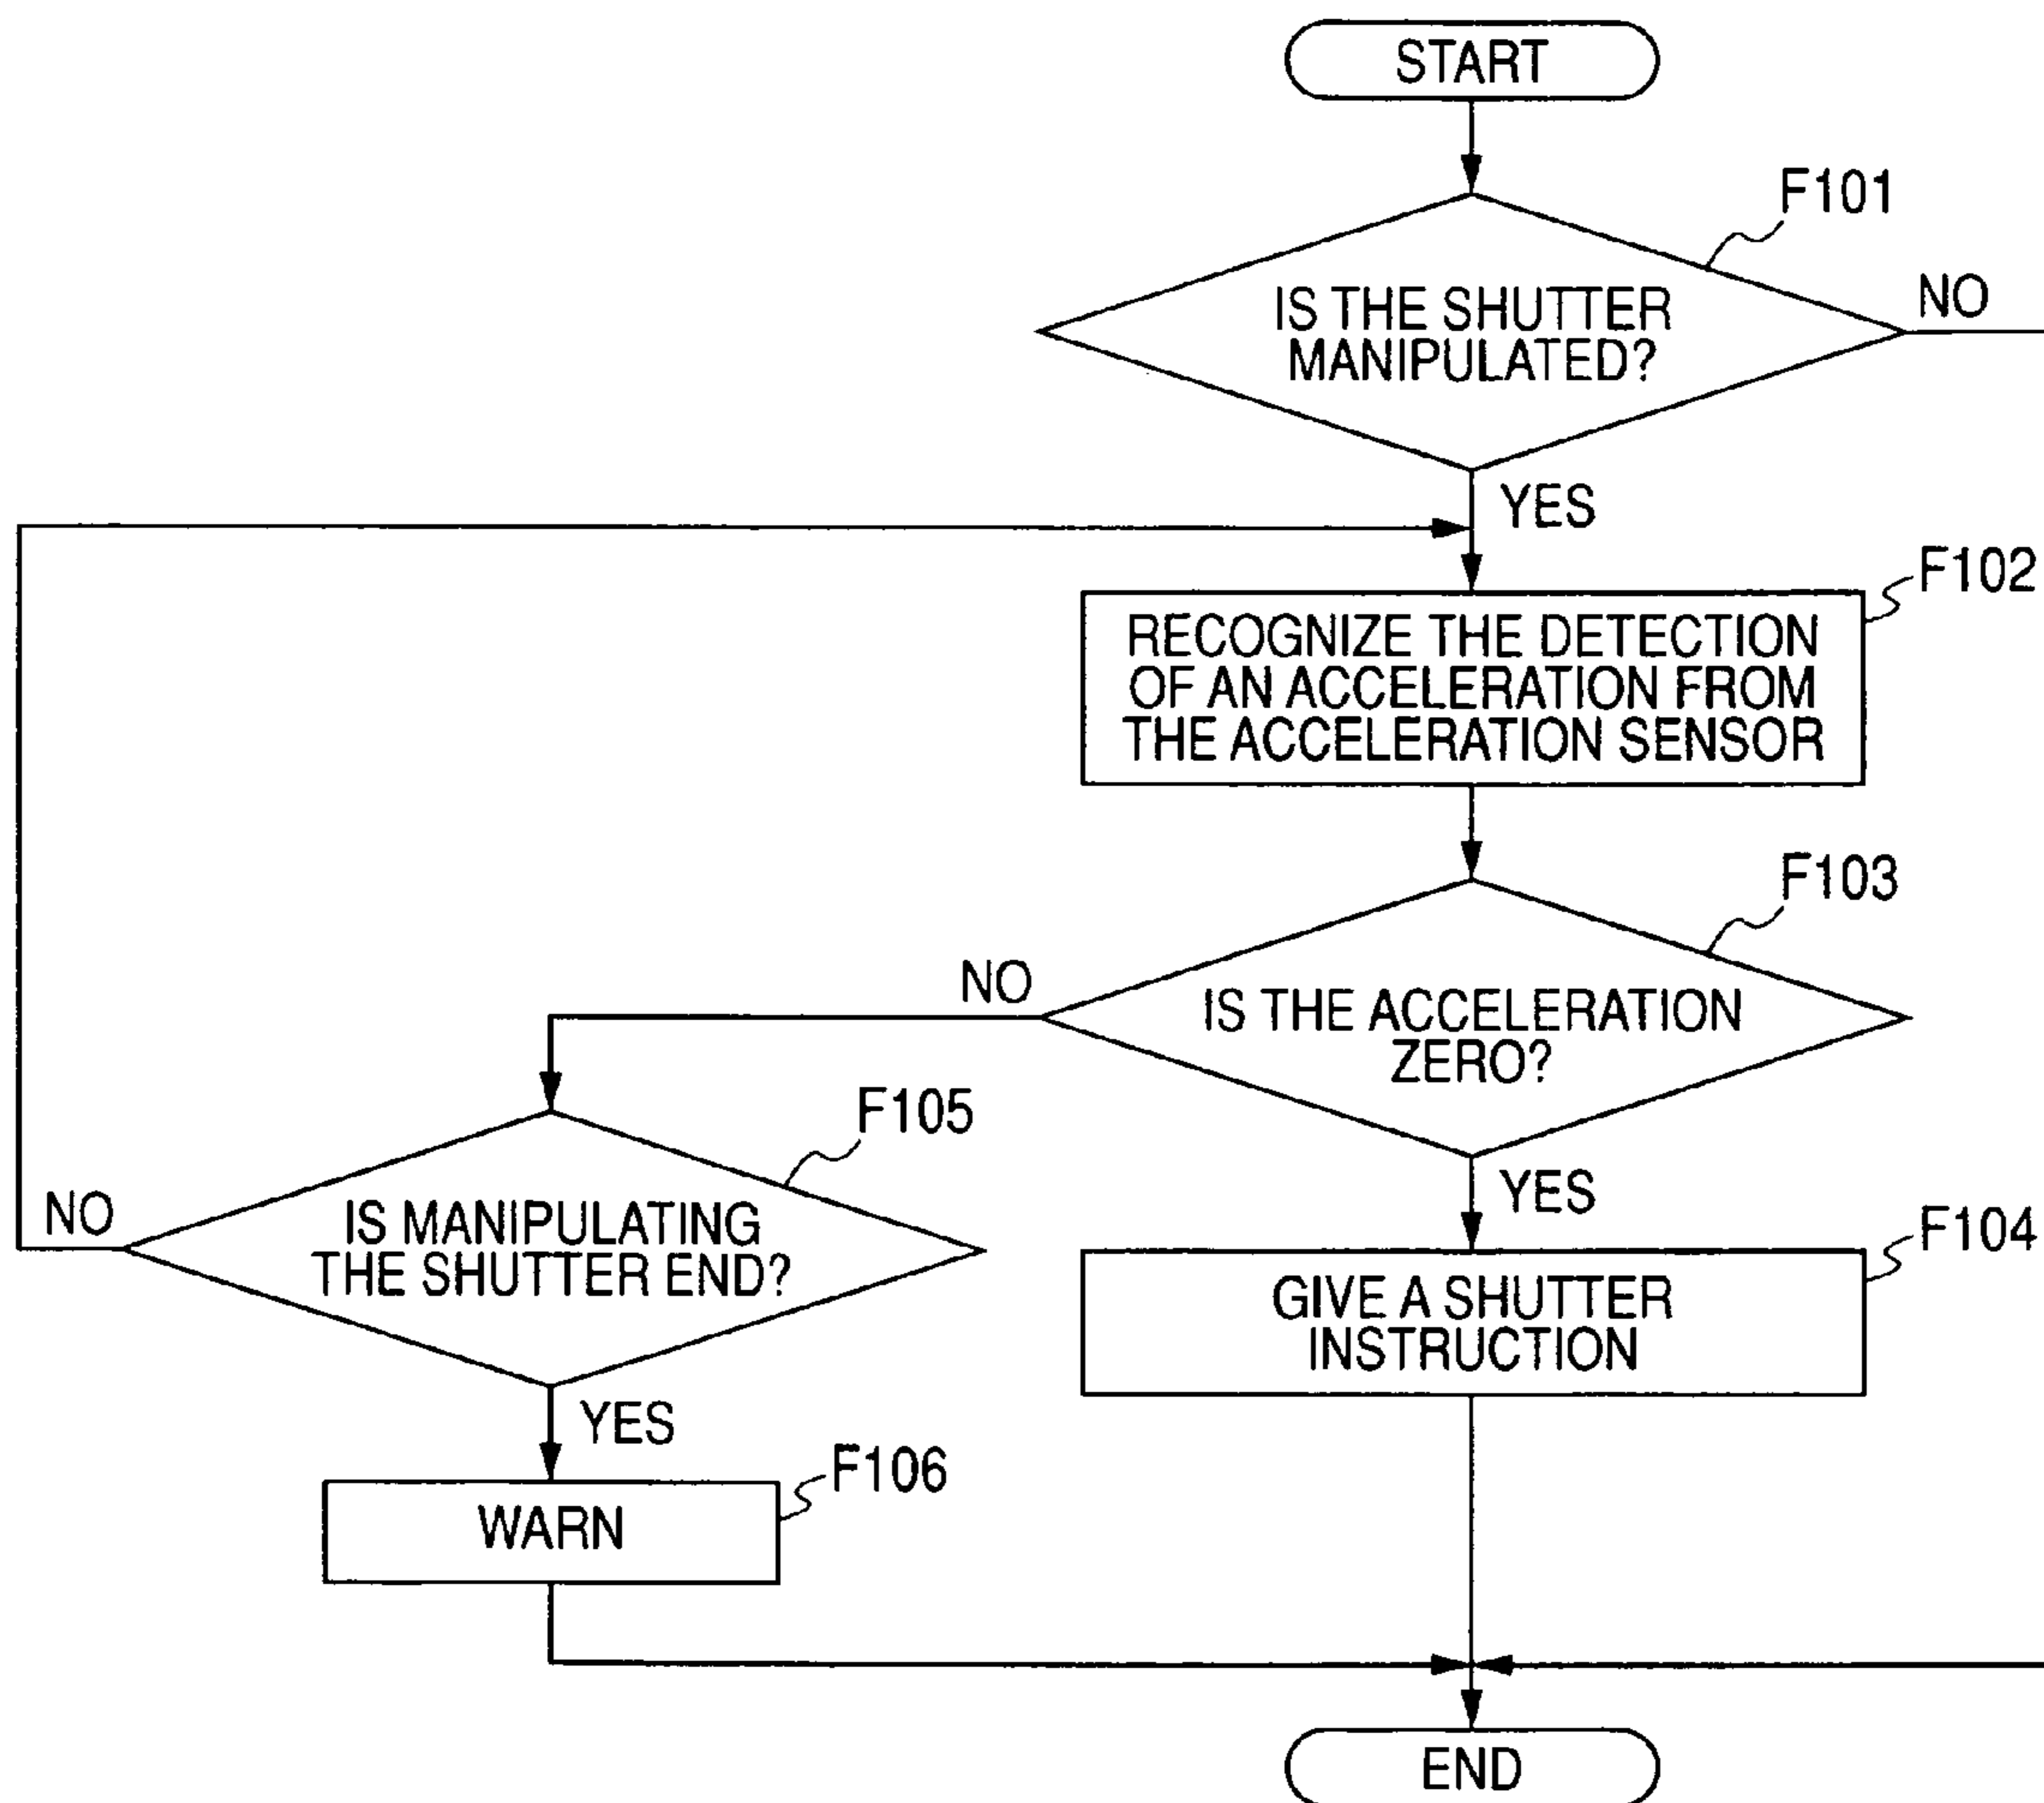 START
F101
IS THE SHUTTER
MANIPULATED?
NO
YES
F102
RECOGNIZE THE DETECTION
OF AN ACCELERATION FROM
THE ACCELERATION SENSOR
F103
IS THE ACCELERATION
ZERO?
NO
YES
F105
IS MANIPULATING
THE SHUTTER END?
NO
YES
F104
GIVE A SHUTTER
INSTRUCTION
F106
WARN
END